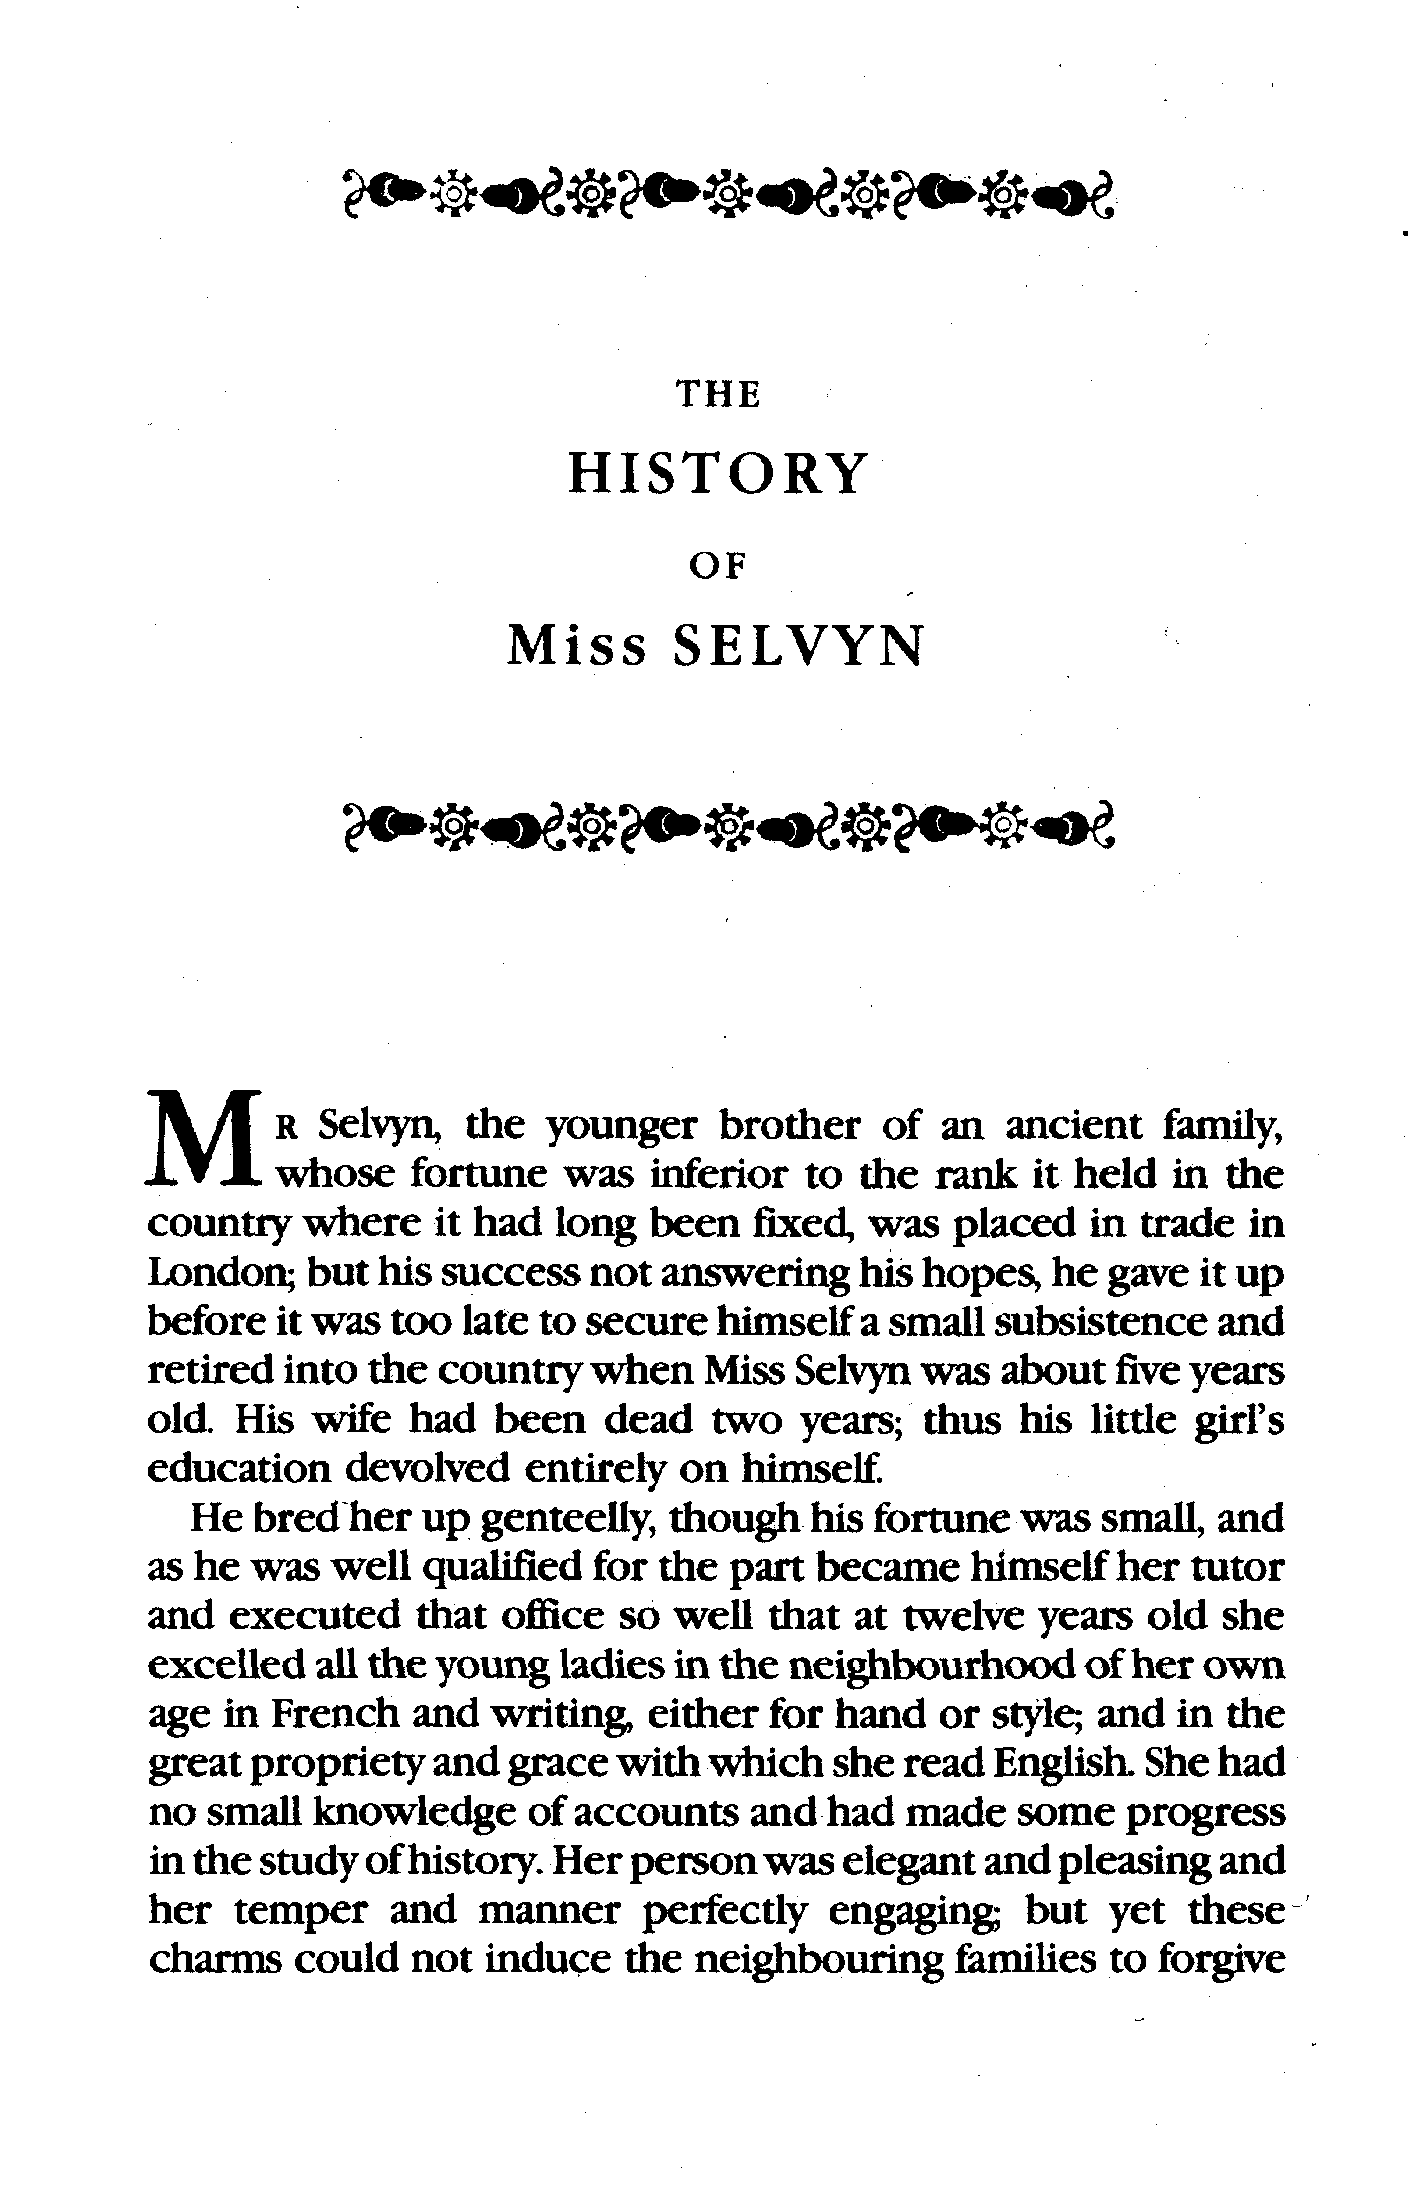 THE
HISTORY
OF
Miss SELVYN
MR Selvyn, the younger brother of an ancient family,
whose fortune was inferior to the rank it held in the
country where it had long been fixed, was placed in trade in
London; but his success not answering his hopes, he gave it up
before it was too late to secure himself a small subsistence and
retired into the country when Miss Selvyn was about five years
old. His wife had been dead two years; thus his little girl's
education devolved entirely on himself.
He bred her up genteelly, though his fortune was small, and
as he was well qualified for the part became himself her tutor
and executed that office so well that at twelve years old she
excelled all the young ladies in the neighbourhood of her own
age in French and writing, either for hand or style; and in the
great propriety and grace with which she read English. She had
no small knowledge of accounts and had made some progress
in the study of history. Her person was elegant and pleasing and
her temper and manner perfectly engaging; but yet these
charms could not induce the neighbouring families to forgive